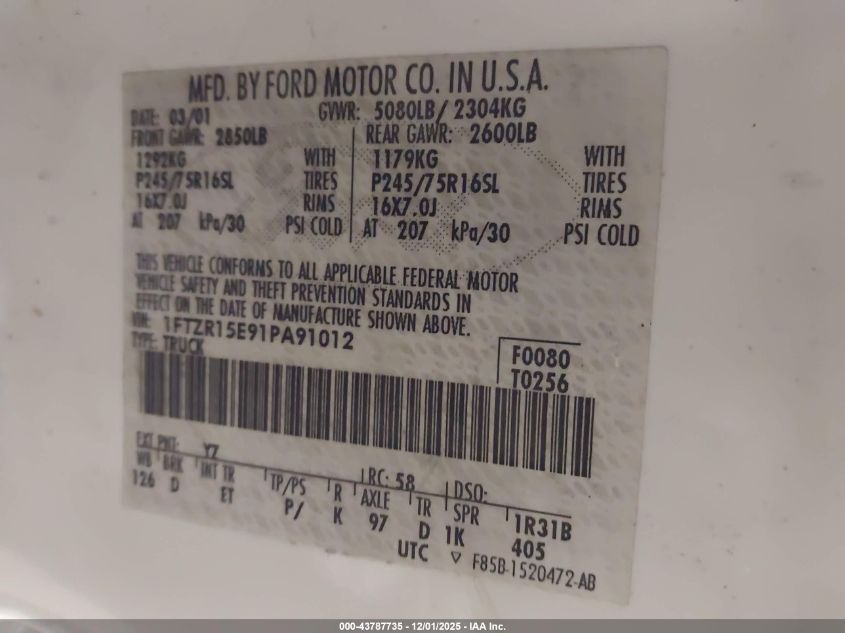 MFD. BY FORD MOTOR CO. IN U.S.A.
DATE: 03/01 GVWR: 5080LB/ 2304KG
FRONT GAWR: 2850LB REAR GAWR: 2600LB
1292KG WITH 1179KG WITH
P245/75R16SL TIRES P245/75R16SL TIRES
16X7.0J RIMS 16X7.0J RIMS
AT 207 kPa/30 PSI COLD AT 207 kPa/30 PSI COLD
THIS VEHICLE CONFORMS TO ALL APPLICABLE FEDERAL MOTOR
VEHICLE SAFETY AND THEFT PREVENTION STANDARDS IN
EFFECT ON THE DATE OF MANUFACTURE SHOWN ABOVE.
VIN: 1FTZR15E91PA91012
TYPE: TRUCK
F0080
T0256
EXT PNT: YZ RC: 58 DSO:
WB BRK INT TR TP/PS R AXLE TR SPR 1R31B
126 D ET P/ K 97 D 1K 405
UTC ▽ F85B-1520472-AB
000-43787735 - 12/01/2025 - IAA Inc.